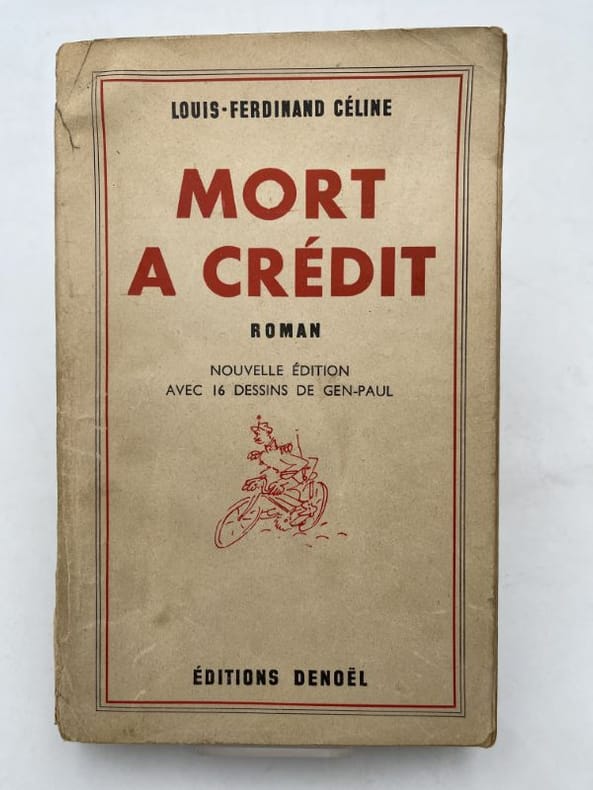 LOUIS-FERDINAND CÉLINE
MORT
A CRÉDIT
ROMAN
NOUVELLE ÉDITION
AVEC 16 DESSINS DE GEN-PAUL
ÉDITIONS DENOËL